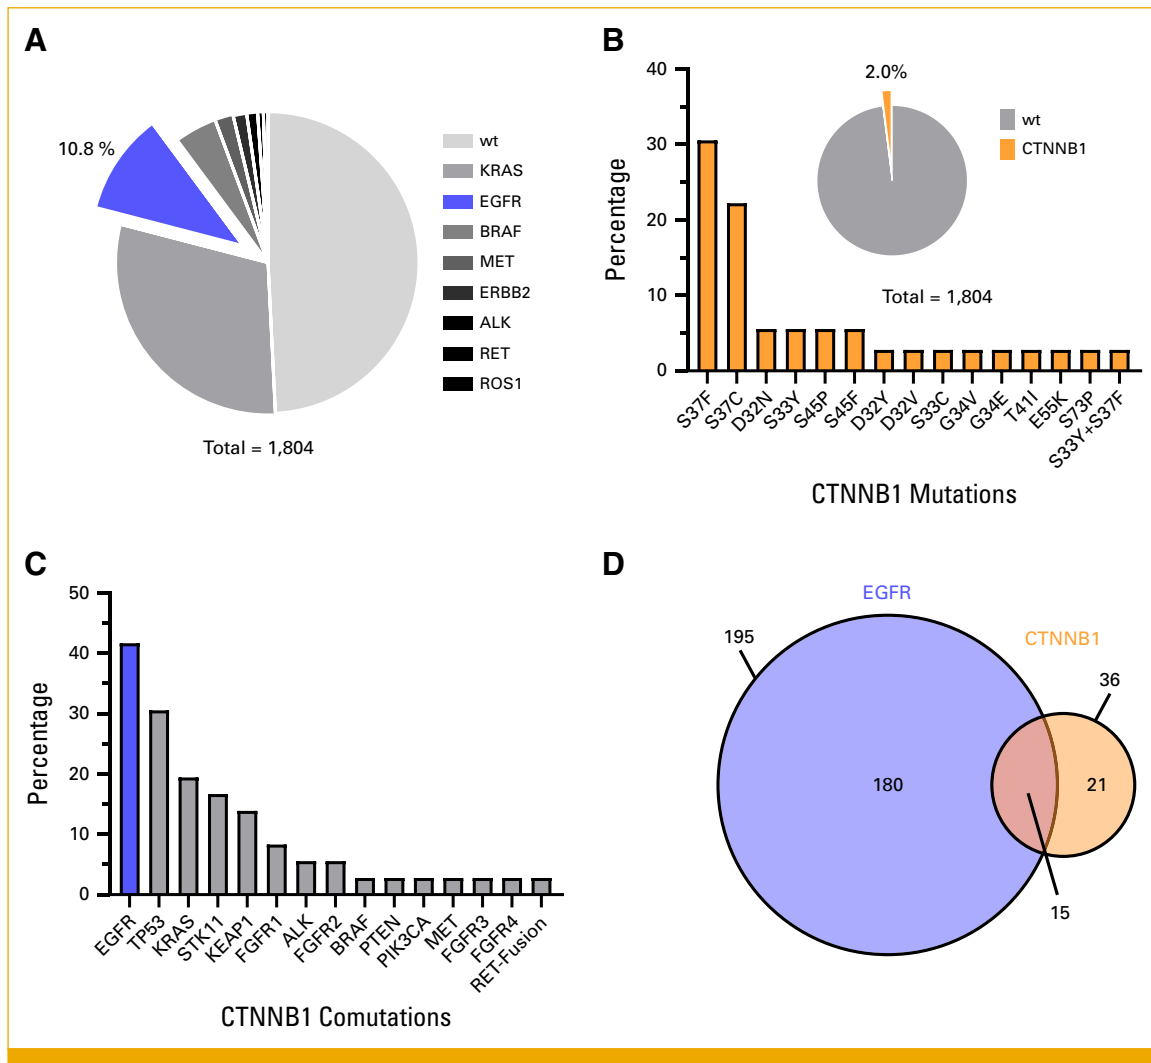 A
10.8 %
wt
KRAS
EGFR
BRAF
MET
ERBB2
ALK
RET
ROS1
Total = 1,804
B
Percentage
40
30
20
10
0
2.0%
wt
CTNNB1
Total = 1,804
S37F
S37C
D32N
S33Y
S45P
S45F
D32Y
D32V
S33C
G34V
G34E
T41I
E55K
S73P
S33Y+S37F
CTNNB1 Mutations
C
Percentage
50
40
30
20
10
0
EGFR
TP53
KRAS
STK11
KEAP1
FGFR1
ALK
FGFR2
BRAF
PTEN
PIK3CA
MET
FGFR3
FGFR4
RET-Fusion
CTNNB1 Comutations
D
EGFR
195
CTNNB1
36
180
21
15